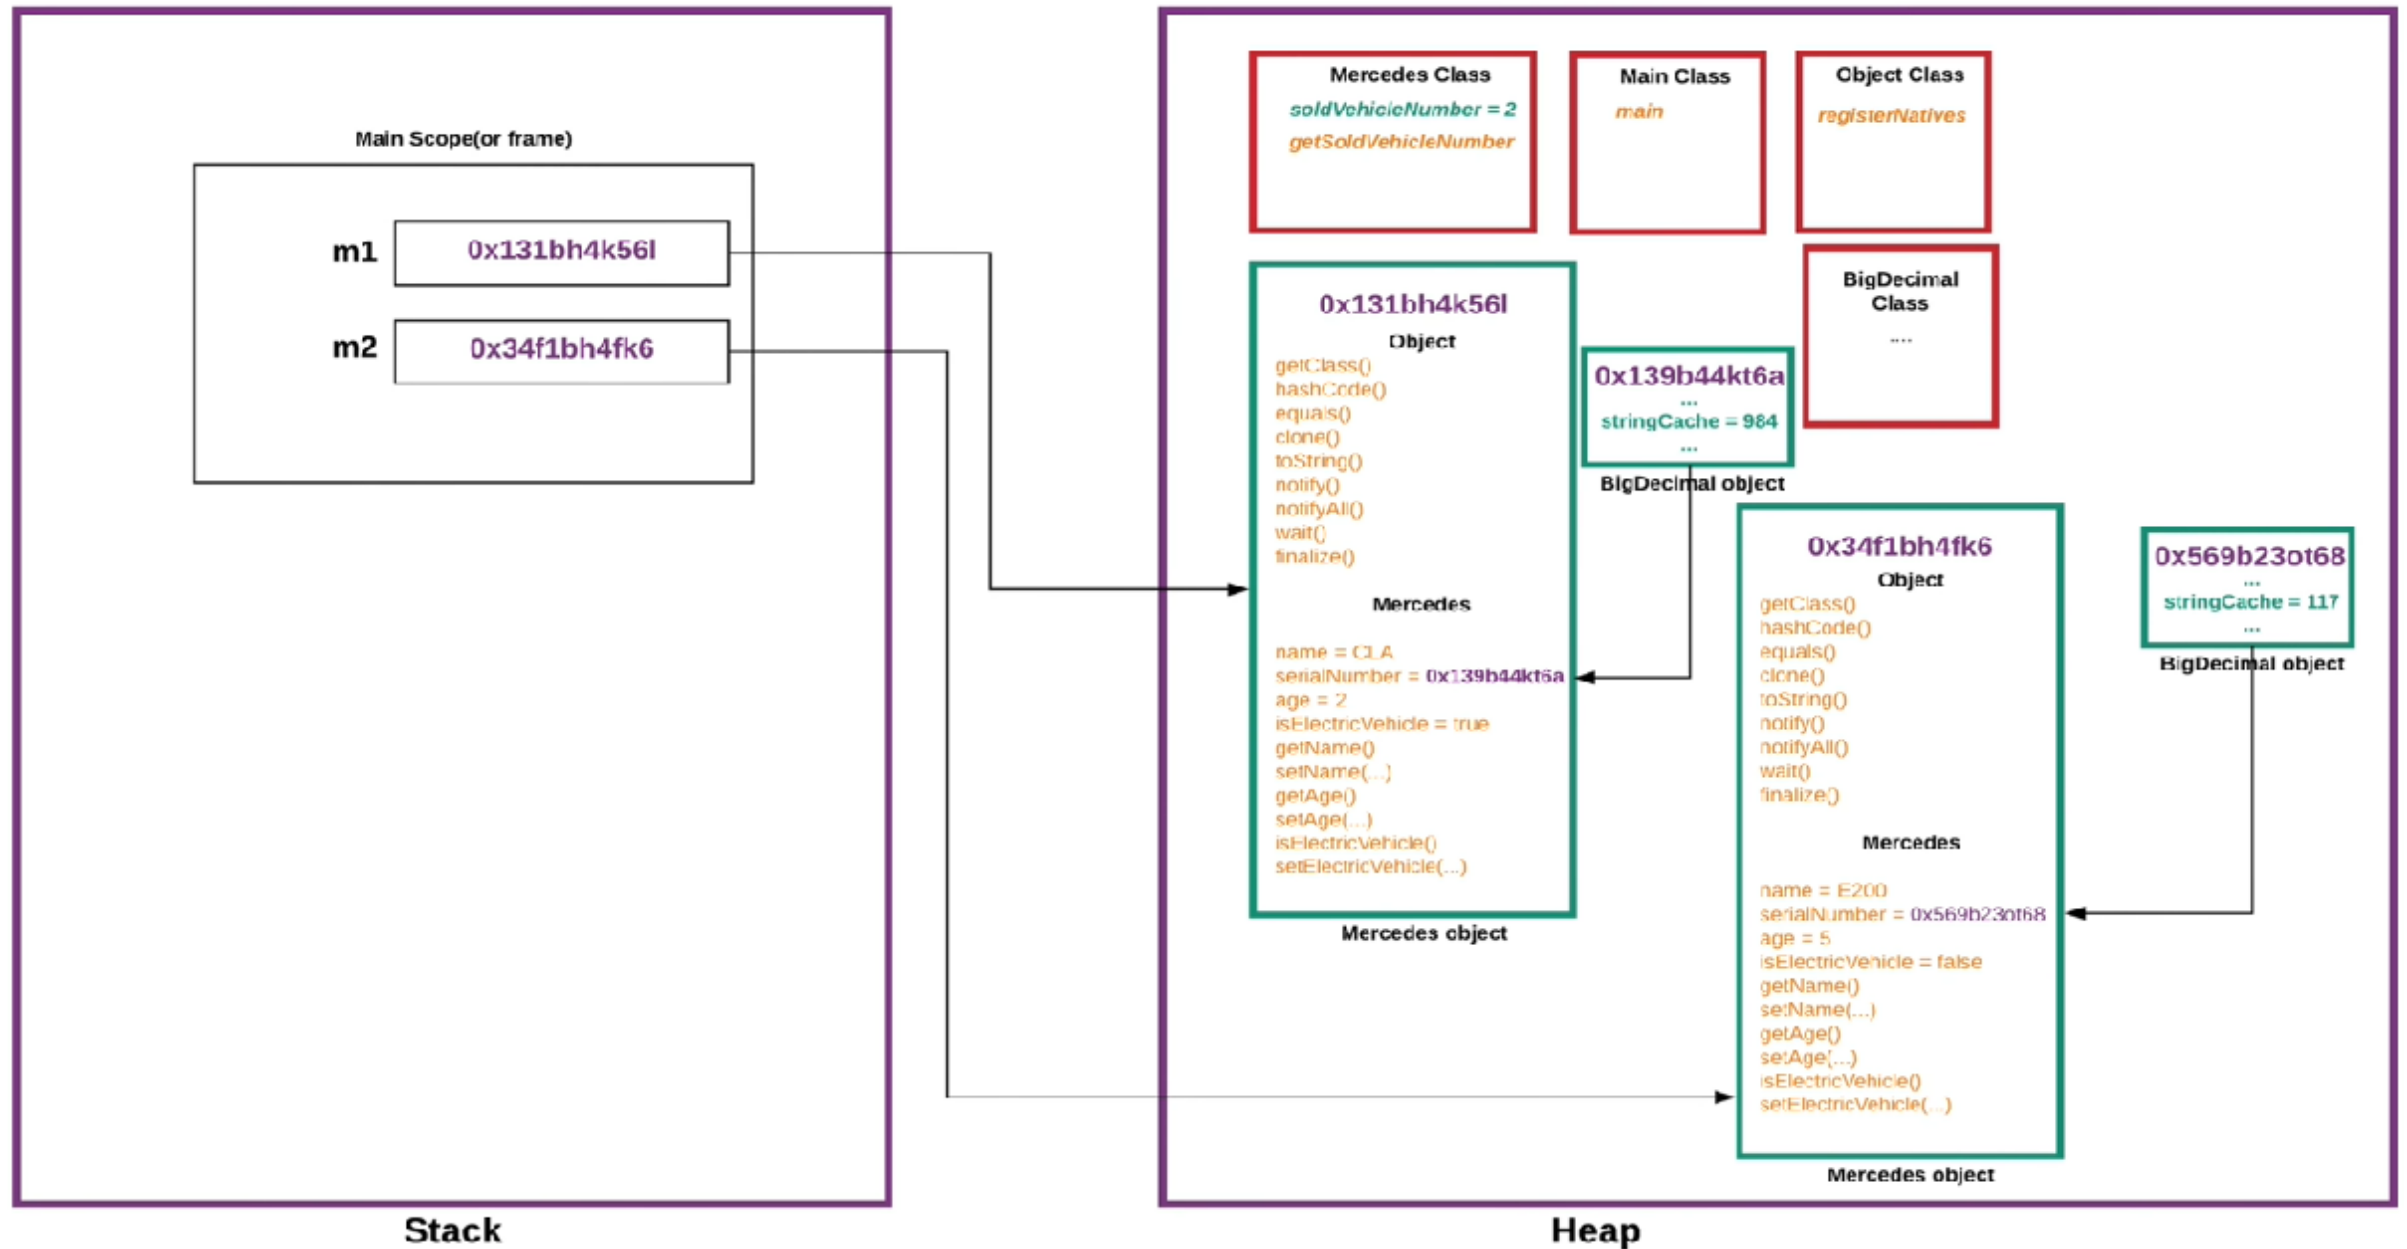 Main Scope(or frame)
m1
0x131bh4k56l
m2
0x34f1bh4fk6
Stack
Mercedes Class
soldVehicleNumber = 2
getSoldVehicleNumber
Main Class
main
Object Class
registerNatives
BigDecimal
Class
....
0x131bh4k56l
Object
getClass()
hashCode()
equals()
clone()
toString()
notify()
notifyAll()
wait()
finalize()
Mercedes
name = CLA
serialNumber = 0x139b44kt6a
age = 2
isElectricVehicle = true
getName()
setName(...)
getAge()
setAge(...)
isElectricVehicle()
setElectricVehicle(...)
Mercedes object
0x139b44kt6a
...
stringCache = 984
...
BigDecimal object
0x34f1bh4fk6
Object
getClass()
hashCode()
equals()
clone()
toString()
notify()
notifyAll()
wait()
finalize()
Mercedes
name = E200
serialNumber = 0x569b23ot68
age = 5
isElectricVehicle = false
getName()
setName(...)
getAge()
setAge(...)
isElectricVehicle()
setElectricVehicle(...)
Mercedes object
0x569b23ot68
...
stringCache = 117
...
BigDecimal object
Heap